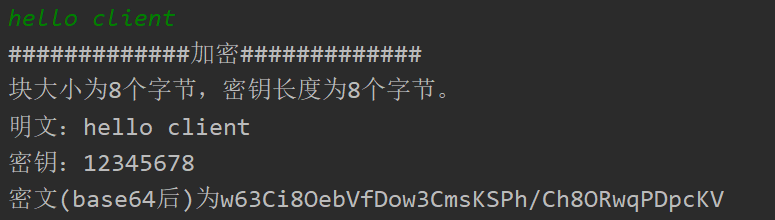 hello client
#############加密#############
块大小为8个字节，密钥长度为8个字节。
明文：hello client
密钥：12345678
密文(base64后)为w63Ci8OebVfDow3CmsKSPh/Ch8ORwqPDpcKV